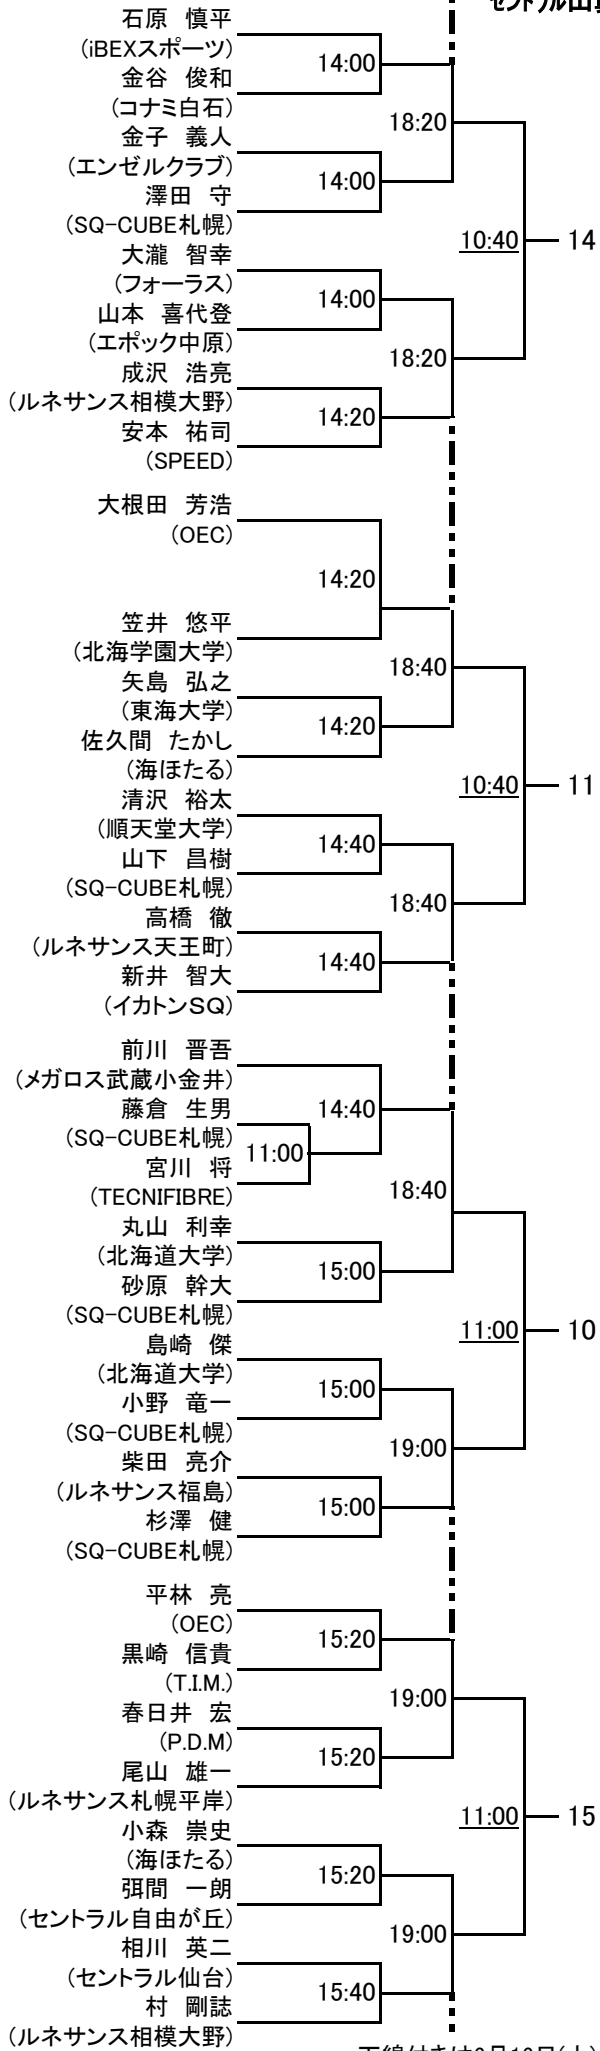 石原 慎平
(iBEXスポーツ)
14:00
金谷 俊和
(コナミ白石)
18:20
金子 義人
(エンゼルクラブ)
14:00
澤田 守
(SQ-CUBE札幌)
10:40
14
大瀧 智幸
(フォーラス)
14:00
山本 喜代登
(エポック中原)
18:20
成沢 浩亮
(ルネサンス相模大野)
14:20
安本 祐司
(SPEED)
大根田 芳浩
(OEC)
14:20
笠井 悠平
(北海学園大学)
18:40
矢島 弘之
(東海大学)
14:20
佐久間 たかし
(海ほたる)
10:40
11
清沢 裕太
(順天堂大学)
14:40
山下 昌樹
(SQ-CUBE札幌)
18:40
高橋 徹
(ルネサンス天王町)
14:40
新井 智大
(イカトンSQ)
前川 晋吾
(メガロス武蔵小金井)
14:40
藤倉 生男
(SQ-CUBE札幌)
11:00
宮川 将
(TECNIFIBRE)
18:40
丸山 利幸
(北海道大学)
15:00
砂原 幹大
(SQ-CUBE札幌)
11:00
10
島崎 傑
(北海道大学)
15:00
小野 竜一
(SQ-CUBE札幌)
19:00
柴田 亮介
(ルネサンス福島)
15:00
杉澤 健
(SQ-CUBE札幌)
平林 亮
(OEC)
15:20
黒崎 信貴
(T.I.M.)
19:00
春日井 宏
(P.D.M)
15:20
尾山 雄一
(ルネサンス札幌平岸)
11:00
15
小森 崇史
(海ほたる)
15:20
弭間 一朗
(セントラル自由が丘)
19:00
相川 英二
(セントラル仙台)
15:40
村 剛誌
(ルネサンス相模大野)